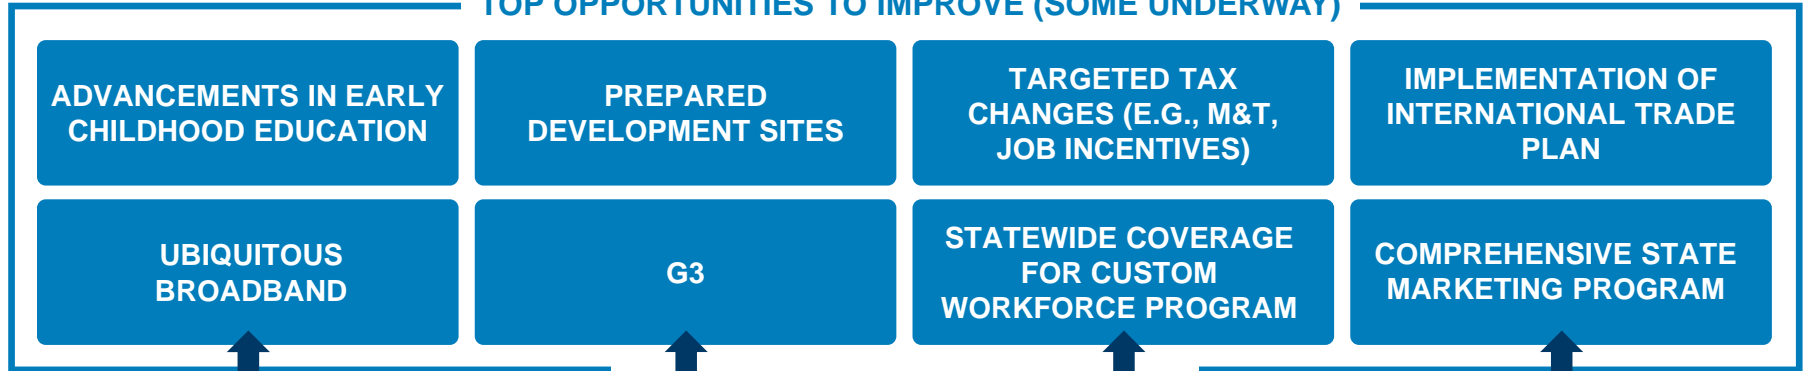 TOP OPPORTUNITIES TO IMPROVE (SOME UNDERWAY)
ADVANCEMENTS IN EARLY
CHILDHOOD EDUCATION
PREPARED
DEVELOPMENT SITES
TARGETED TAX
CHANGES (E.G., M&T,
JOB INCENTIVES)
IMPLEMENTATION OF
INTERNATIONAL TRADE
PLAN
UBIQUITOUS
BROADBAND
G3
STATEWIDE COVERAGE
FOR CUSTOM
WORKFORCE PROGRAM
COMPREHENSIVE STATE
MARKETING PROGRAM